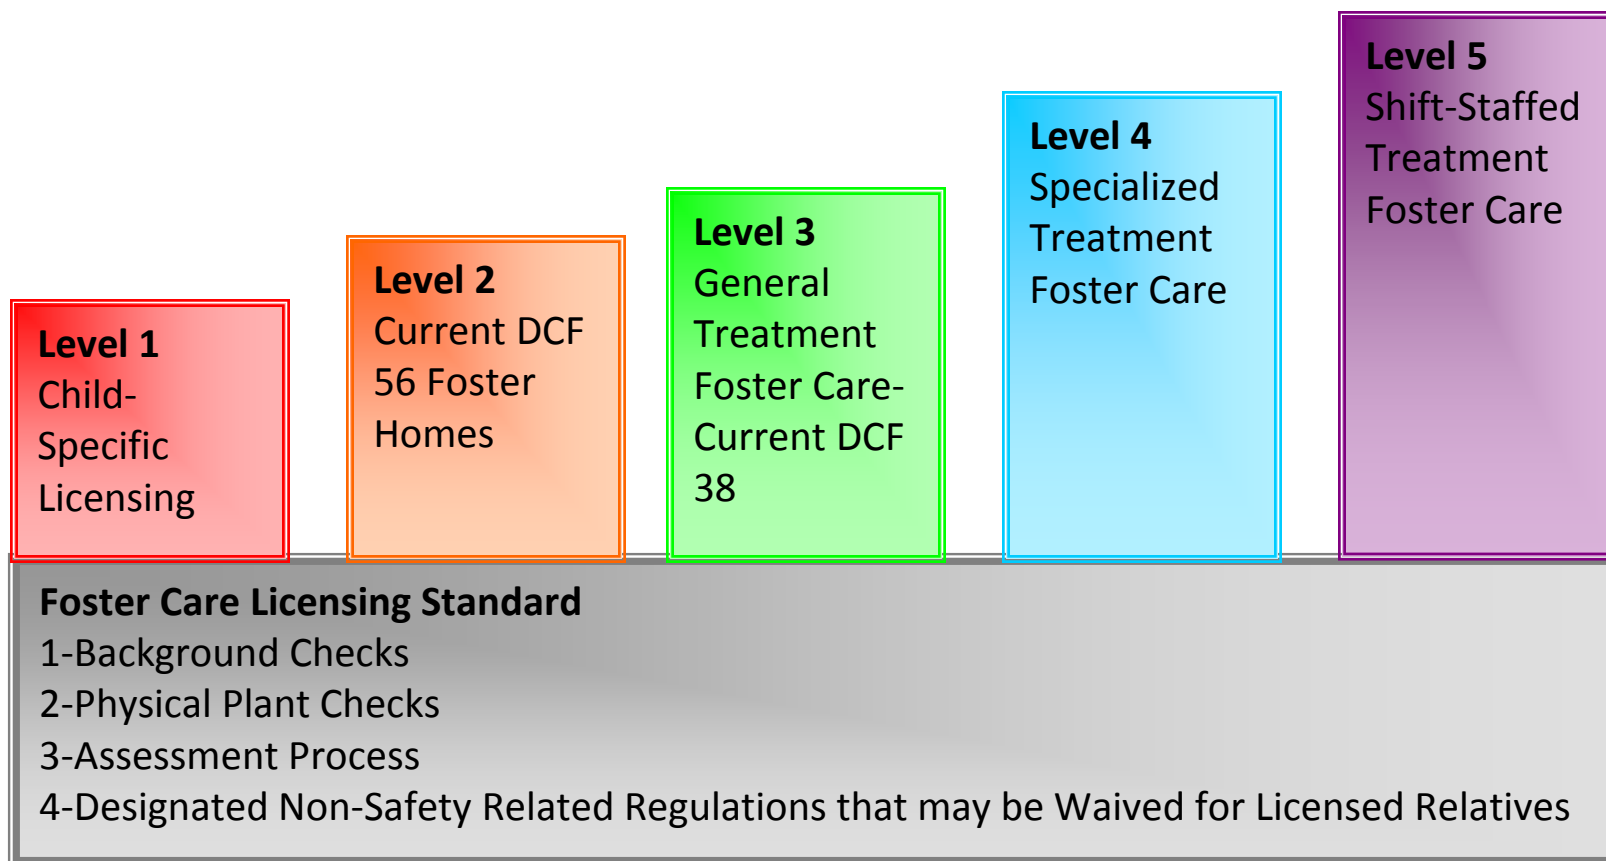 Level 1
Child-
Specific
Licensing
Level 2
Current DCF
56 Foster
Homes
Level 3
General
Treatment
Foster Care-
Current DCF
38
Level 4
Specialized
Treatment
Foster Care
Level 5
Shift-Staffed
Treatment
Foster Care
Foster Care Licensing Standard
1-Background Checks
2-Physical Plant Checks
3-Assessment Process
4-Designated Non-Safety Related Regulations that may be Waived for Licensed Relatives